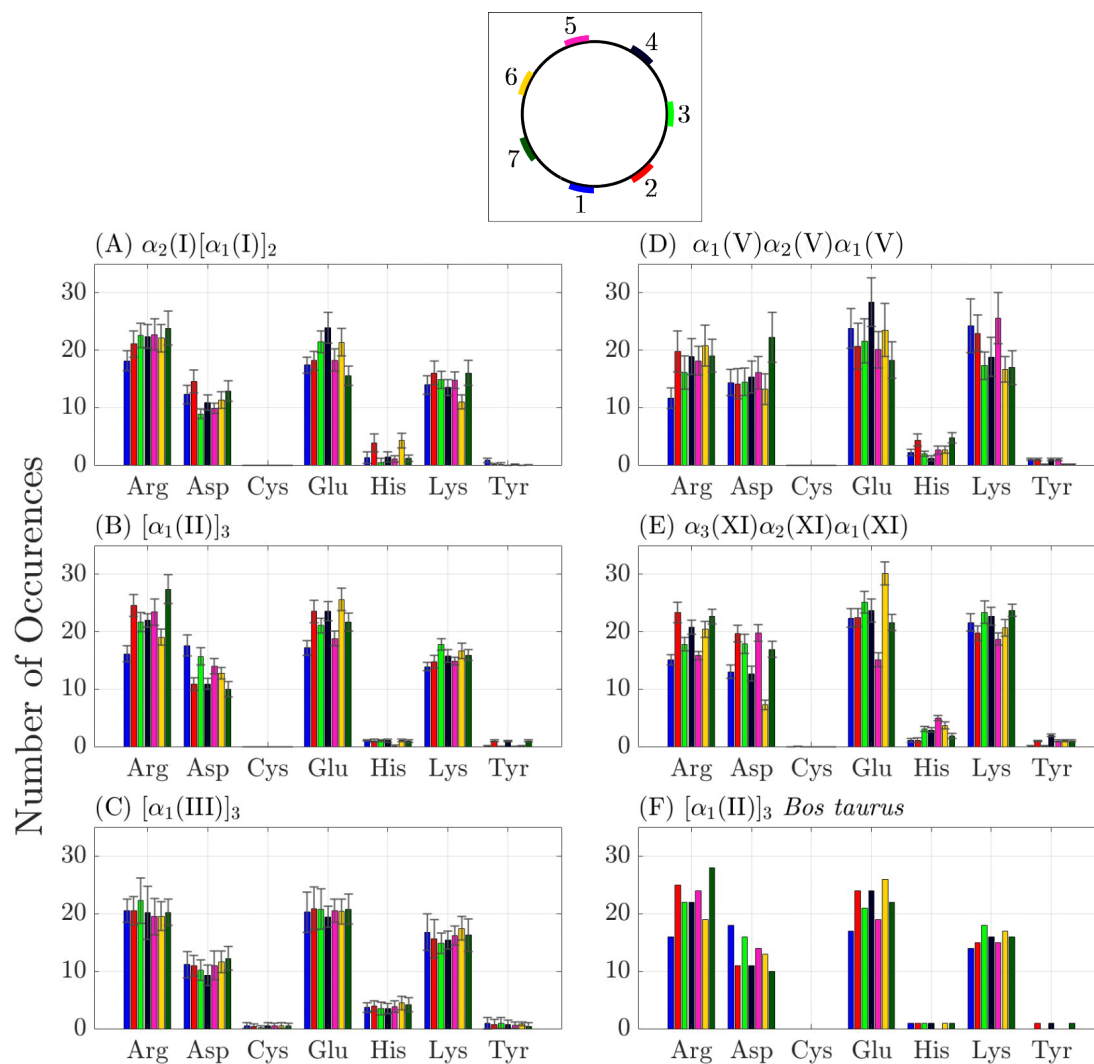 5
4
6
3
7
2
1
Number of Occurences
(A) α₂(I)[α₁(I)]₂
30
20
10
0
Arg Asp Cys Glu His Lys Tyr
(B) [α₁(II)]₃
30
20
10
0
Arg Asp Cys Glu His Lys Tyr
(C) [α₁(III)]₃
30
20
10
0
Arg Asp Cys Glu His Lys Tyr
(D) α₁(V)α₂(V)α₁(V)
30
20
10
0
Arg Asp Cys Glu His Lys Tyr
(E) α₃(XI)α₂(XI)α₁(XI)
30
20
10
0
Arg Asp Cys Glu His Lys Tyr
(F) [α₁(II)]₃ Bos taurus
30
20
10
0
Arg Asp Cys Glu His Lys Tyr